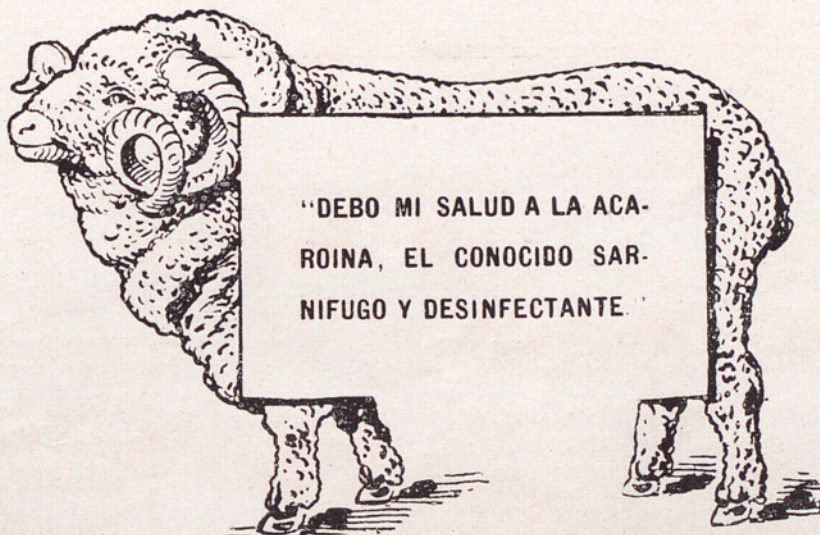 "DEBO MI SALUD A LA ACA-
ROINA, EL CONOCIDO SAR-
NIFUGO Y DESINFECTANTE."